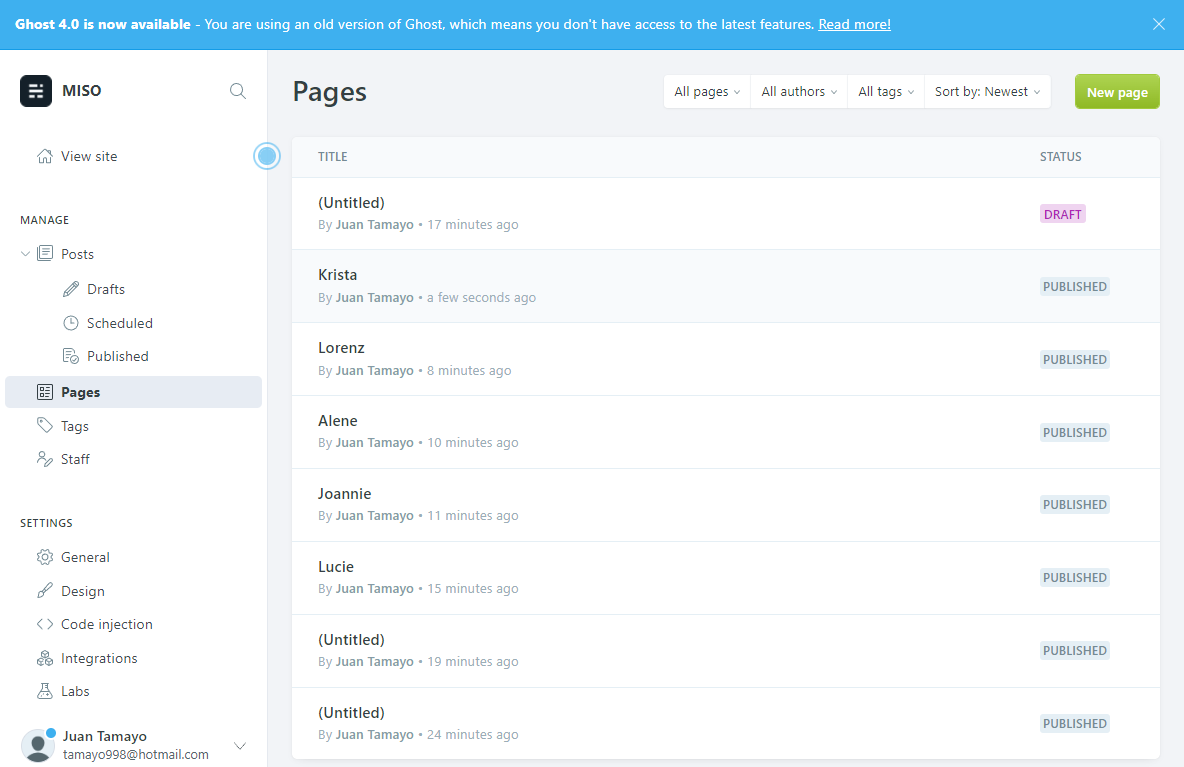 Ghost 4.0 is now available - You are using an old version of Ghost, which means you don't have access to the latest features. Read more!
MISO
View site
MANAGE
Posts
Drafts
Scheduled
Published
Pages
Tags
Staff
SETTINGS
General
Design
Code injection
Integrations
Labs
Juan Tamayo
tamayo998@hotmail.com
Pages
All pages
All authors
All tags
Sort by: Newest
New page
TITLE
STATUS
(Untitled)
By Juan Tamayo • 17 minutes ago
DRAFT
Krista
By Juan Tamayo • a few seconds ago
PUBLISHED
Lorenz
By Juan Tamayo • 8 minutes ago
PUBLISHED
Alene
By Juan Tamayo • 10 minutes ago
PUBLISHED
Joannie
By Juan Tamayo • 11 minutes ago
PUBLISHED
Lucie
By Juan Tamayo • 15 minutes ago
PUBLISHED
(Untitled)
By Juan Tamayo • 19 minutes ago
PUBLISHED
(Untitled)
By Juan Tamayo • 24 minutes ago
PUBLISHED